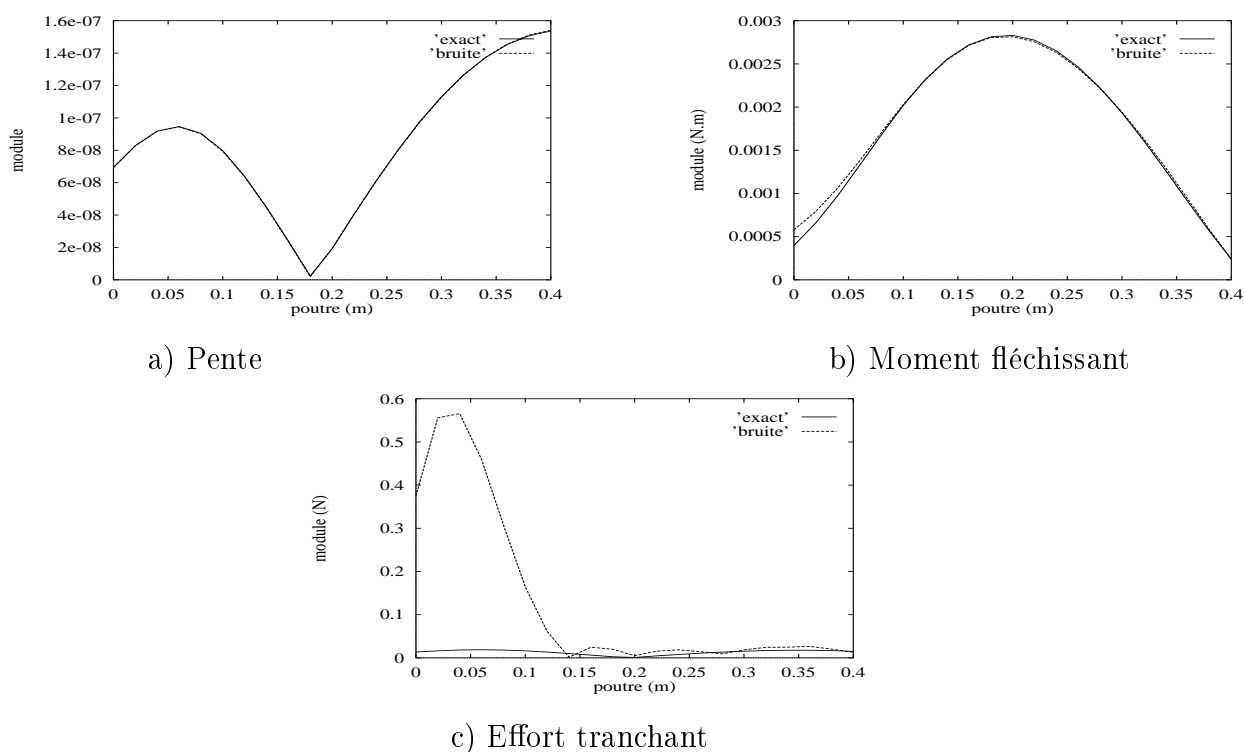 module
1.6e-07
1.4e-07
1.2e-07
1e-07
8e-08
6e-08
4e-08
2e-08
0
'exact'
'bruite'
0 0.05 0.1 0.15 0.2 0.25 0.3 0.35 0.4
poutre (m)
a) Pente
module (N.m)
0.003
0.0025
0.002
0.0015
0.001
0.0005
0
'exact'
'bruite'
0 0.05 0.1 0.15 0.2 0.25 0.3 0.35 0.4
poutre (m)
b) Moment fléchissant
module (N)
0.6
0.5
0.4
0.3
0.2
0.1
0
'exact'
'bruite'
0 0.05 0.1 0.15 0.2 0.25 0.3 0.35 0.4
poutre (m)
c) Effort tranchant